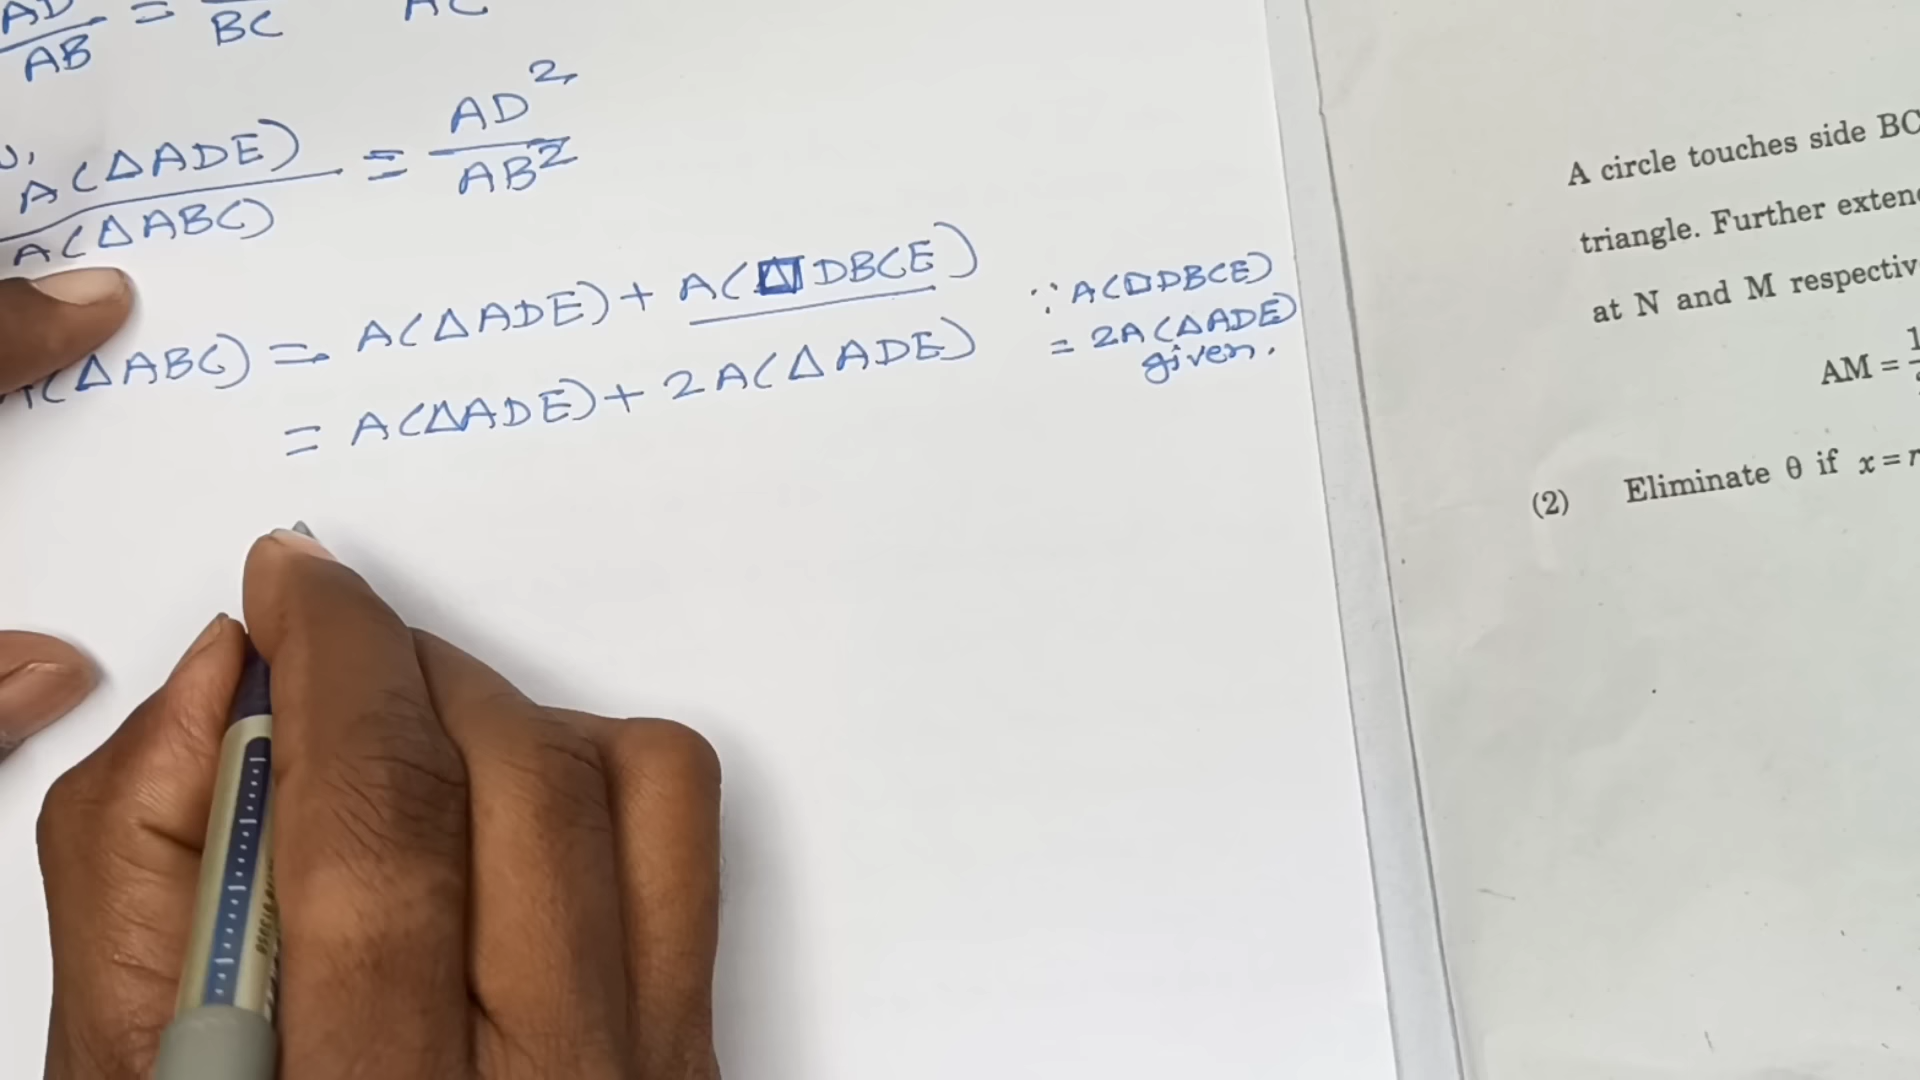 AD/AB = /BC AC
A(△ADE)/A(△ABC) = AD²/AB²
A(△ABC) = A(△ADE) + A(□DBCE)
∵ A(□DBCE)
= A(△ADE) + 2A(△ADE)
= 2A(△ADE)
given.
A circle touches side BC
triangle. Further exten
at N and M respectiv
AM = 1
(2) Eliminate θ if x = r